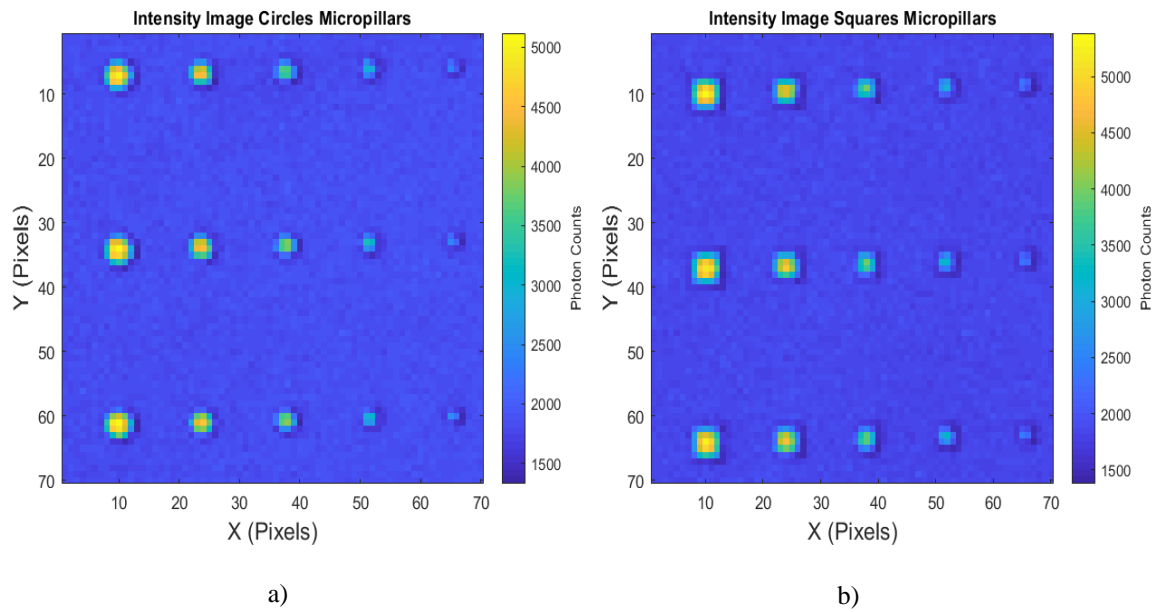 Intensity Image Circles Micropillars
Y (Pixels)
10
20
30
40
50
60
70
10 20 30 40 50 60 70
X (Pixels)
5000
4500
4000
3500
3000
2500
2000
1500
Photon Counts
a)
Intensity Image Squares Micropillars
Y (Pixels)
10
20
30
40
50
60
70
10 20 30 40 50 60 70
X (Pixels)
5000
4500
4000
3500
3000
2500
2000
1500
Photon Counts
b)